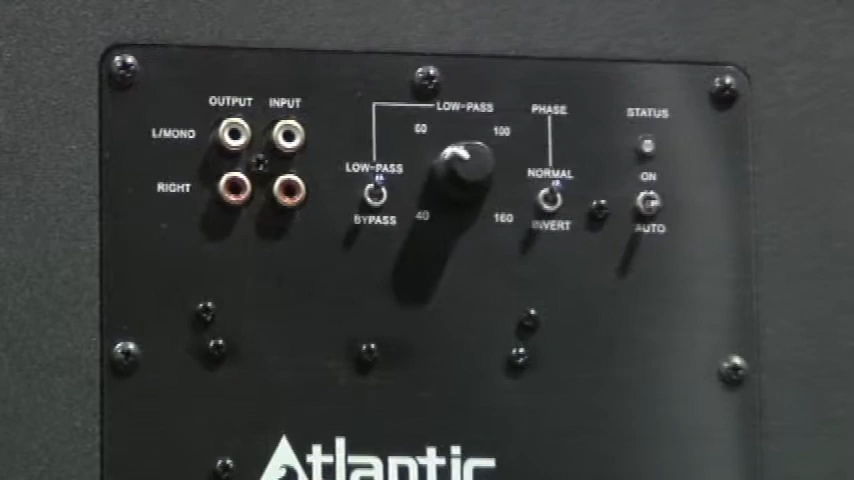 OUTPUT INPUT
L/MONO
RIGHT
LOW-PASS
60 100
LOW-PASS
BYPASS
40 160
PHASE
NORMAL
INVERT
STATUS
ON
AUTO
Atlantic